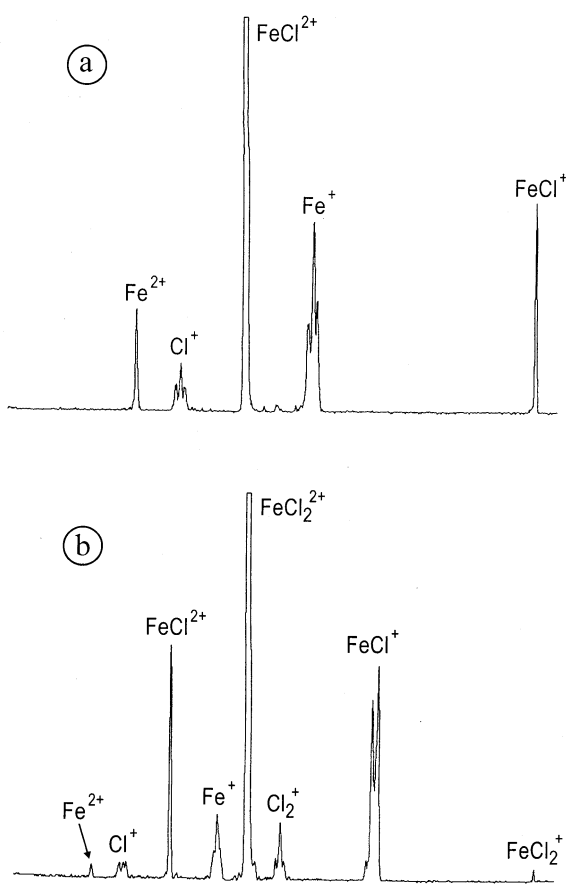 a
FeCl²⁺
Fe⁺
FeCl⁺
Fe²⁺
Cl⁺
b
FeCl₂²⁺
FeCl²⁺
FeCl⁺
Fe²⁺
Cl⁺
Fe⁺
Cl₂⁺
FeCl₂⁺